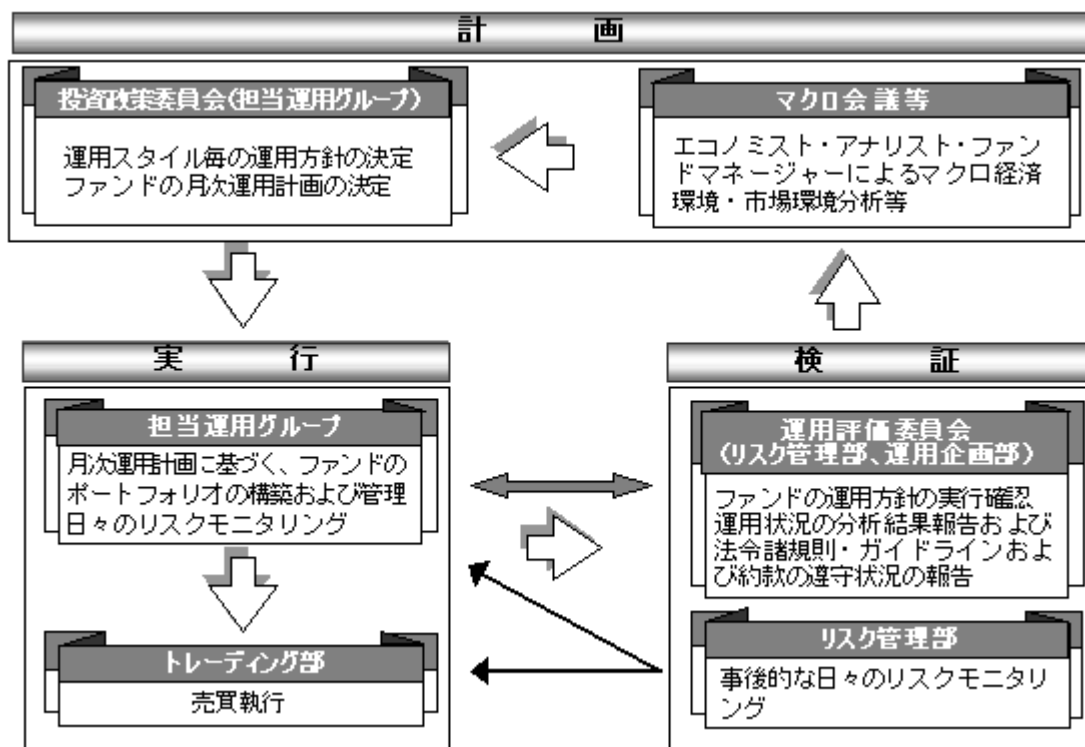 計 画
投資政策委員会(担当運用グループ)
運用スタイル毎の運用方針の決定
ファンドの月次運用計画の決定
マクロ会議等
エコノミスト・アナリスト・ファン
ドマネージャーによるマクロ経済
環境・市場環境分析等
実 行
担当運用グループ
月次運用計画に基づく、ファンドの
ポートフォリオの構築および管理
日々のリスクモニタリング
トレーディング部
売買執行
検 証
運用評価委員会
(リスク管理部、運用企画部)
ファンドの運用方針の実行確認、
運用状況の分析結果報告および
法令諸規則・ガイドラインおよ
び約款の遵守状況の報告
リスク管理部
事後的な日々のリスクモニタリ
ング